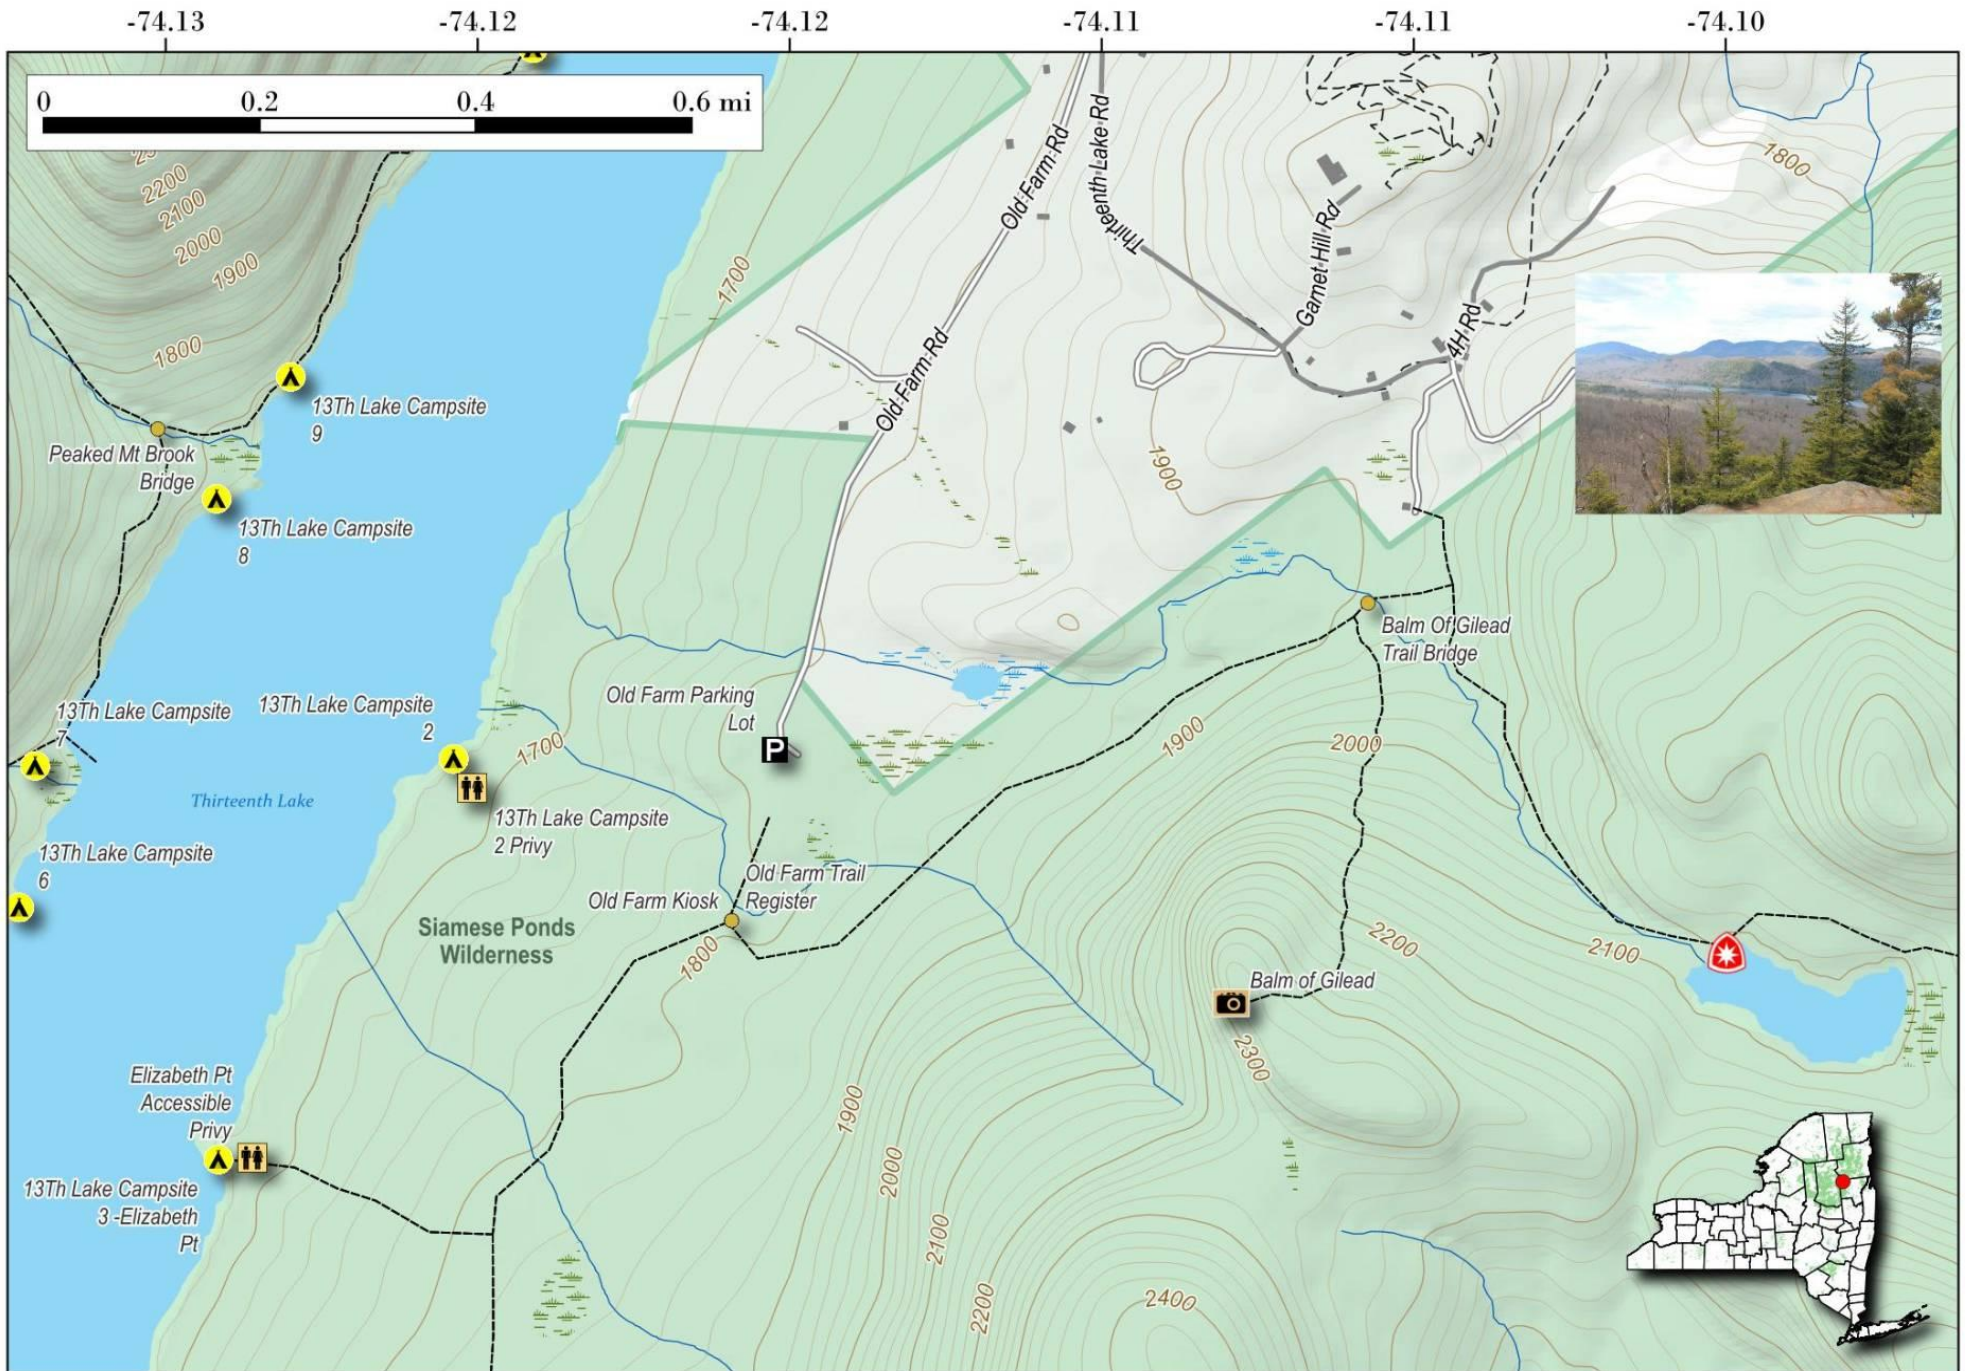 -74.13
-74.12
-74.12
-74.11
-74.11
-74.10
0
0.2
0.4
0.6 mi
2200
2100
2000
1900
1800
1700
Old Farm Rd
Thirteenth Lake Rd
Thirteenth Lake Rd
Garnet Hill Rd
4H Rd
1800
Old Farm Rd
1900
13Th Lake Campsite
9
Peaked Mt Brook
Bridge
13Th Lake Campsite
8
Balm Of Gilead
Trail Bridge
13Th Lake Campsite
7
13Th Lake Campsite
2
Old Farm Parking
Lot
P
1700
1900
2000
Thirteenth Lake
13Th Lake Campsite
2 Privy
13Th Lake Campsite
6
Old Farm Trail
Register
Old Farm Kiosk
Siamese Ponds
Wilderness
1800
2200
2100
Balm of Gilead
2300
Elizabeth Pt
Accessible
Privy
13Th Lake Campsite
3 -Elizabeth
Pt
1900
2000
2100
2200
2400